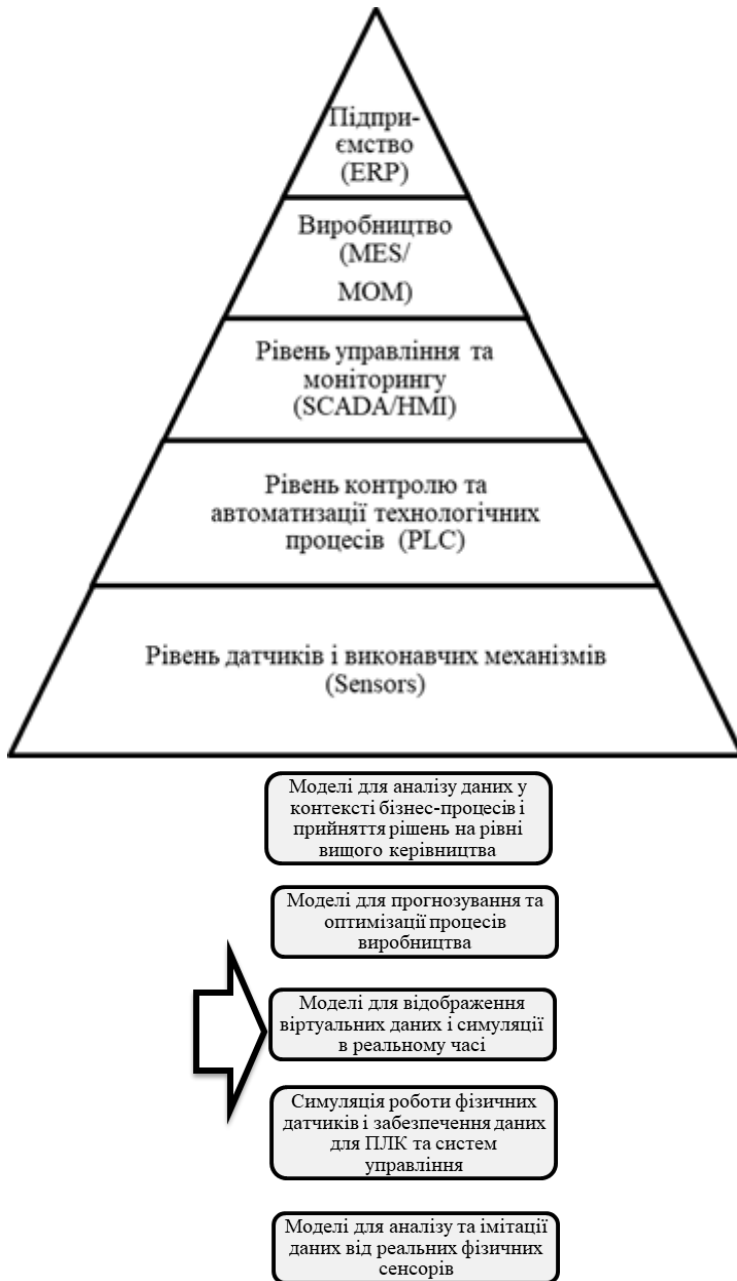 Підпри-
ємство
(ERP)
Виробництво
(MES/
MOM)
Рівень управління та
моніторингу
(SCADA/HMI)
Рівень контролю та
автоматизації технологічних
процесів (PLC)
Рівень датчиків і виконавчих механізмів
(Sensors)
Моделі для аналізу даних у
контексті бізнес-процесів і
прийняття рішень на рівні
вищого керівництва
Моделі для прогнозування та
оптимізації процесів
виробництва
Моделі для відображення
віртуальних даних і симуляції
в реальному часі
Симуляція роботи фізичних
датчиків і забезпечення даних
для ПЛК та систем
управління
Моделі для аналізу та імітації
даних від реальних фізичних
сенсорів